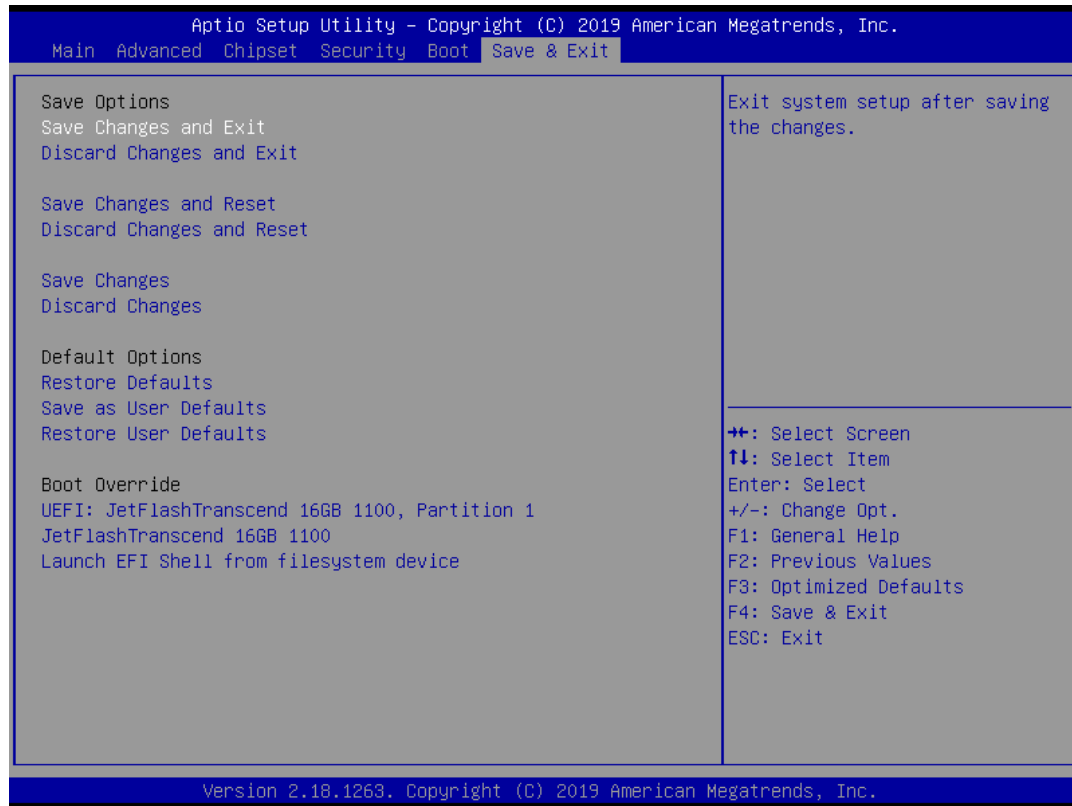 Aptio Setup Utility – Copyright (C) 2019 American Megatrends, Inc.
Main Advanced Chipset Security Boot Save & Exit
Save Options
Save Changes and Exit
Discard Changes and Exit
Save Changes and Reset
Discard Changes and Reset
Save Changes
Discard Changes
Default Options
Restore Defaults
Save as User Defaults
Restore User Defaults
Boot Override
UEFI: JetFlashTranscend 16GB 1100, Partition 1
JetFlashTranscend 16GB 1100
Launch EFI Shell from filesystem device
Exit system setup after saving
the changes.
→←: Select Screen
↑↓: Select Item
Enter: Select
+/-: Change Opt.
F1: General Help
F2: Previous Values
F3: Optimized Defaults
F4: Save & Exit
ESC: Exit
Version 2.18.1263. Copyright (C) 2019 American Megatrends, Inc.